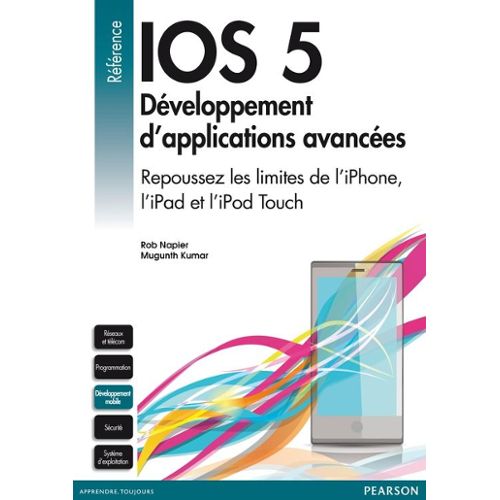 Référence
IOS 5
Développement
d'applications avancées
Repoussez les limites de l'iPhone,
l'iPad et l'iPod Touch
Rob Napier
Mugunth Kumar
Réseaux
et télécom
Programmation
Développement
mobile
Sécurité
Système
d'exploitation
APPRENDRE, TOUJOURS
PEARSON